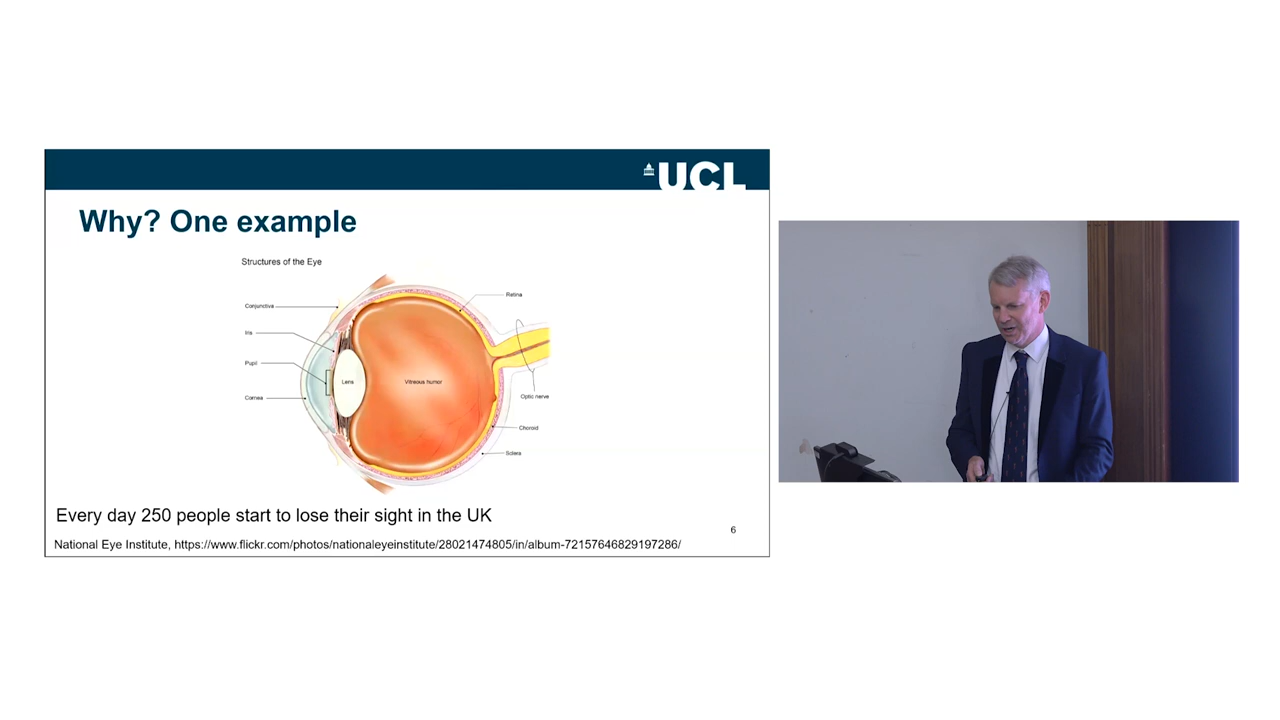 UCL
Why? One example
Structures of the Eye
Conjunctiva
Iris
Pupil
Cornea
Lens
Vitreous humor
Retina
Optic nerve
Choroid
Sclera
Every day 250 people start to lose their sight in the UK
6
National Eye Institute, https://www.flickr.com/photos/nationaleyeinstitute/28021474805/in/album-72157646829197286/